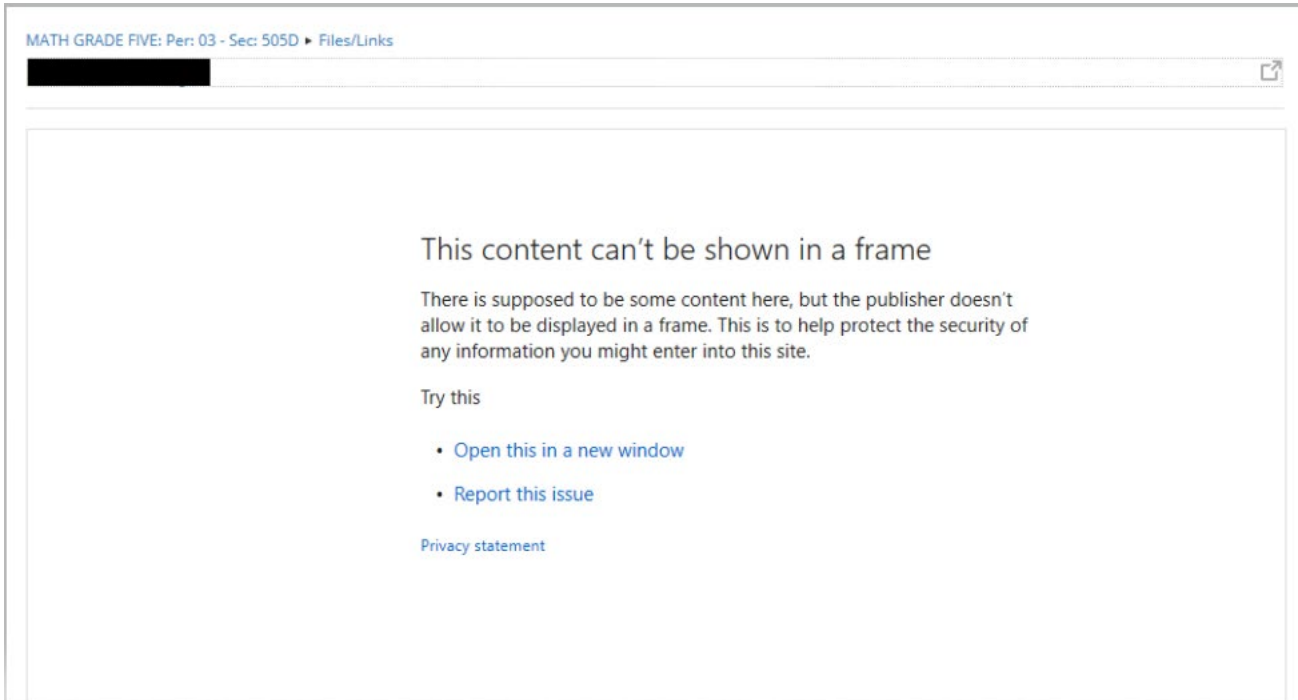 MATH GRADE FIVE: Per: 03 - Sec: 505D ▸ Files/Links
This content can’t be shown in a frame
There is supposed to be some content here, but the publisher doesn’t
allow it to be displayed in a frame. This is to help protect the security of
any information you might enter into this site.
Try this
• Open this in a new window
• Report this issue
Privacy statement